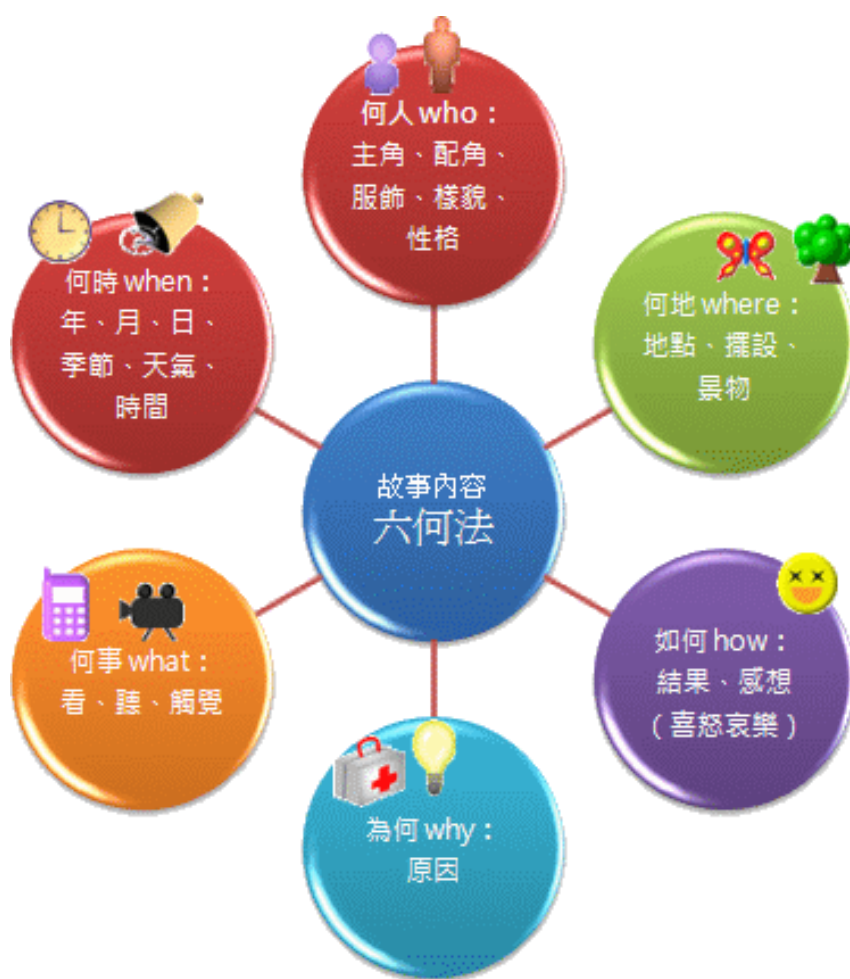 何人 who：
主角、配角、
服飾、樣貌、
性格
何時 when：
年、月、日、
季節、天氣、
時間
何地 where：
地點、擺設、
景物
故事內容
六何法
何事 what：
看、聽、觸覺
如何 how：
結果、感想
（喜怒哀樂）
為何 why：
原因